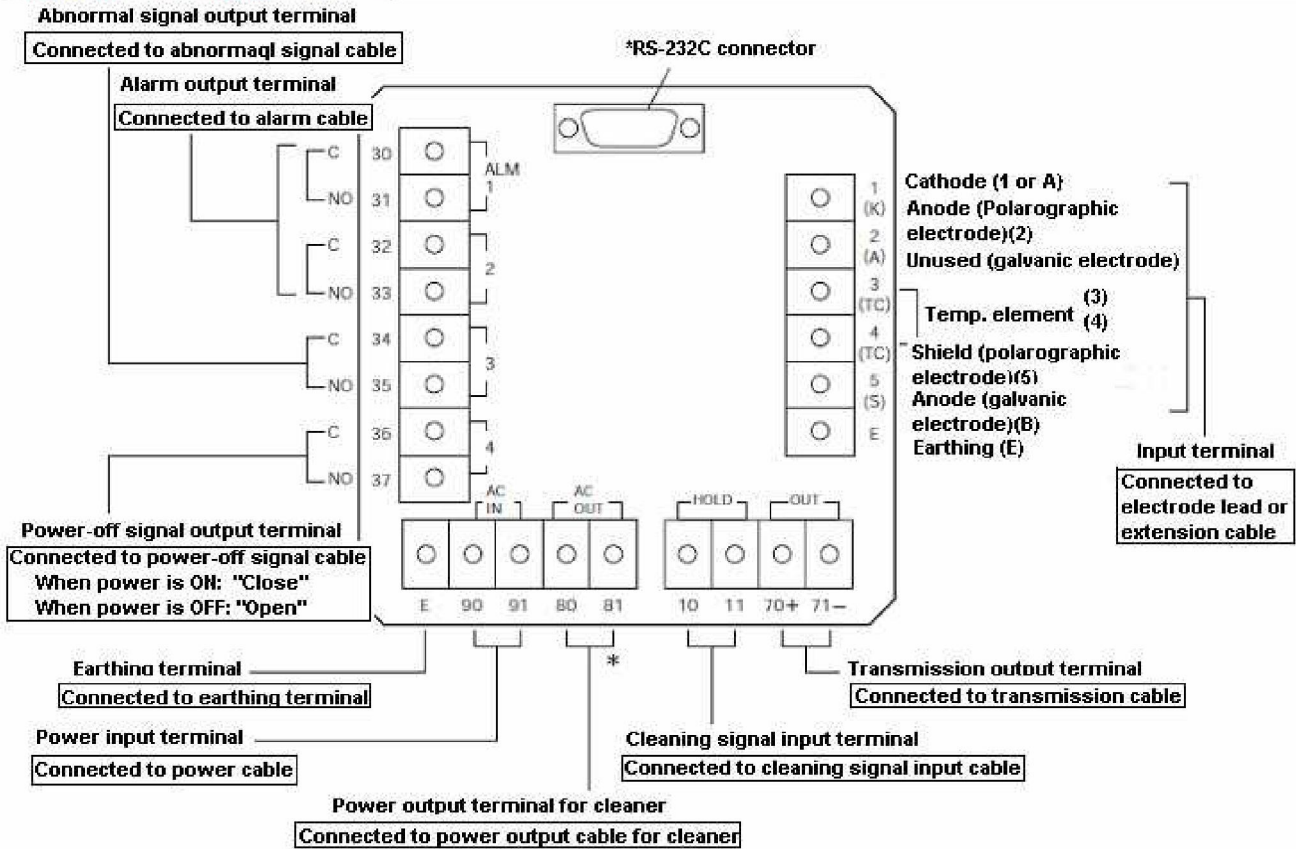 Abnormal signal output terminal
Connected to abnormaql signal cable
*RS-232C connector
Alarm output terminal
Connected to alarm cable
C 30
NO 31
ALM
1
C 32
NO 33
2
C 34
NO 35
3
C 36
NO 37
4
1
(K)
2
(A)
3
(TC)
4
(TC)
5
(S)
E
Cathode (1 or A)
Anode (Polarographic
electrode)(2)
Unused (galvanic electrode)
Temp. element
(3)
(4)
Shield (polarographic
electrode)(5)
Anode (galvanic
electrode)(B)
Earthing (E)
Input terminal
Connected to
electrode lead or
extension cable
Power-off signal output terminal
Connected to power-off signal cable
When power is ON: "Close"
When power is OFF: "Open"
AC
IN
AC
OUT
HOLD
OUT
E 90 91 80 81 10 11 70+ 71−
*
Earthing terminal
Connected to earthing terminal
Transmission output terminal
Connected to transmission cable
Power input terminal
Connected to power cable
Cleaning signal input terminal
Connected to cleaning signal input cable
Power output terminal for cleaner
Connected to power output cable for cleaner